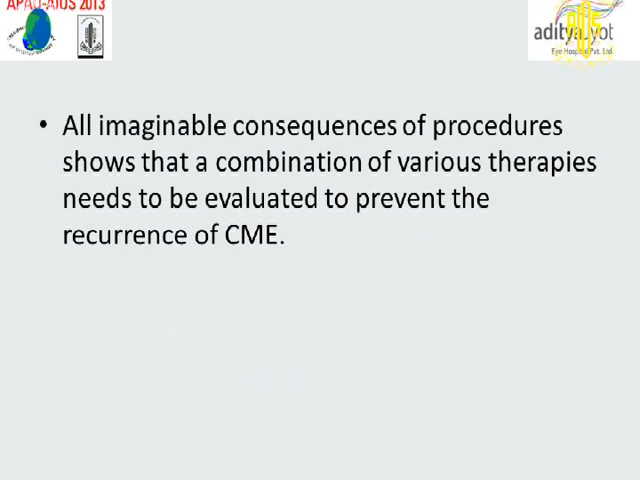 APAO-AIOS 2013
adityaJyot
Eye Hospital Pvt. Ltd.
• All imaginable consequences of procedures
shows that a combination of various therapies
needs to be evaluated to prevent the
recurrence of CME.